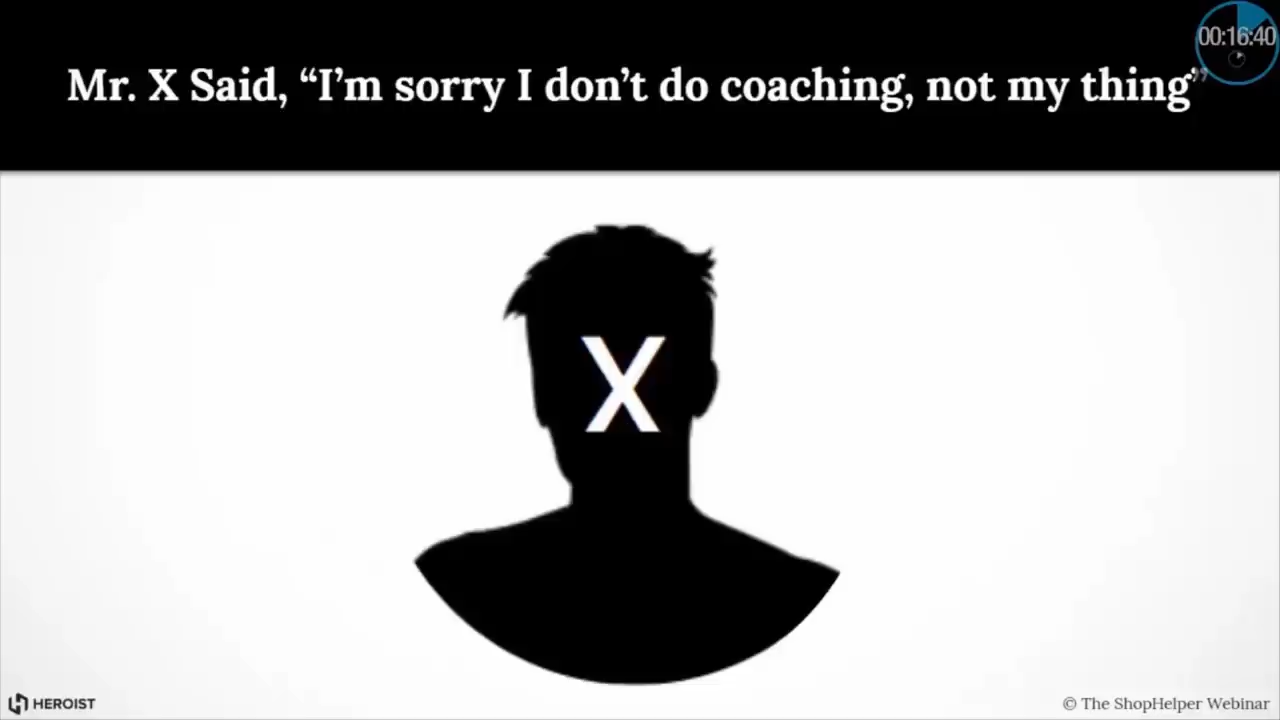 00:16:40
Mr. X Said, “I’m sorry I don’t do coaching, not my thing”
X
HEROIST
© The ShopHelper Webinar